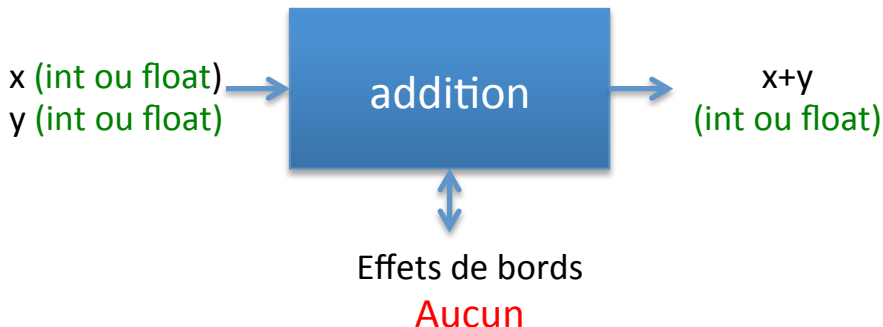 x (int ou float)
y (int ou float)
addition
x+y
(int ou float)
Effets de bords
Aucun